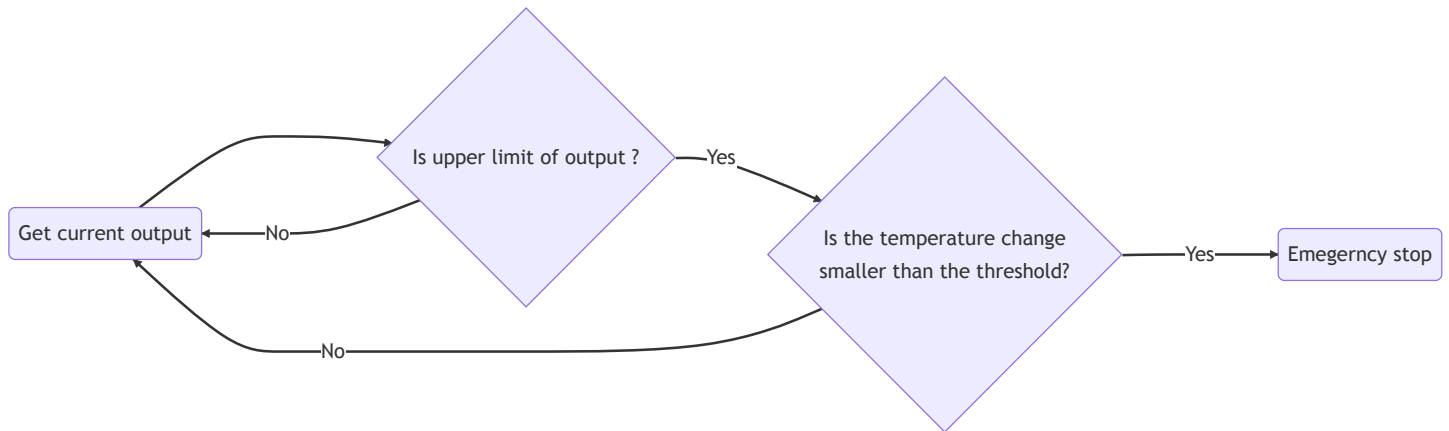 Get current output
Is upper limit of output ?
No
Yes
No
Is the temperature change
smaller than the threshold?
Yes
Emegerncy stop